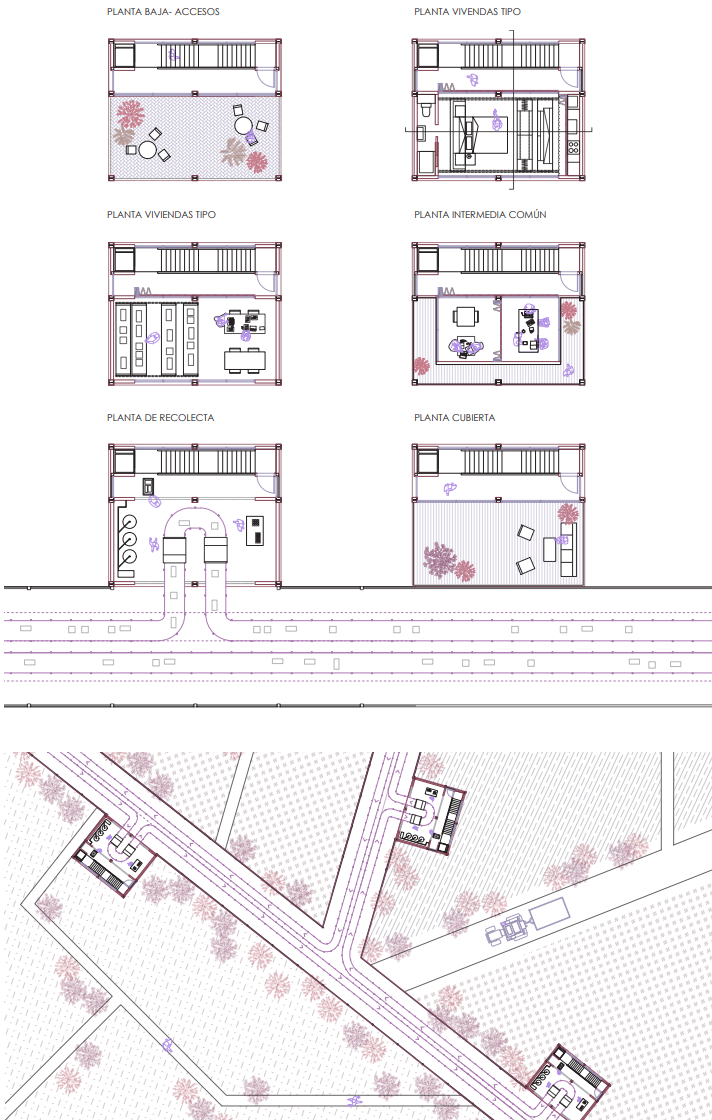 PLANTA BAJA- ACCESOS
PLANTA VIVENDAS TIPO
PLANTA VIVIENDAS TIPO
PLANTA INTERMEDIA COMÚN
PLANTA DE RECOLECTA
PLANTA CUBIERTA